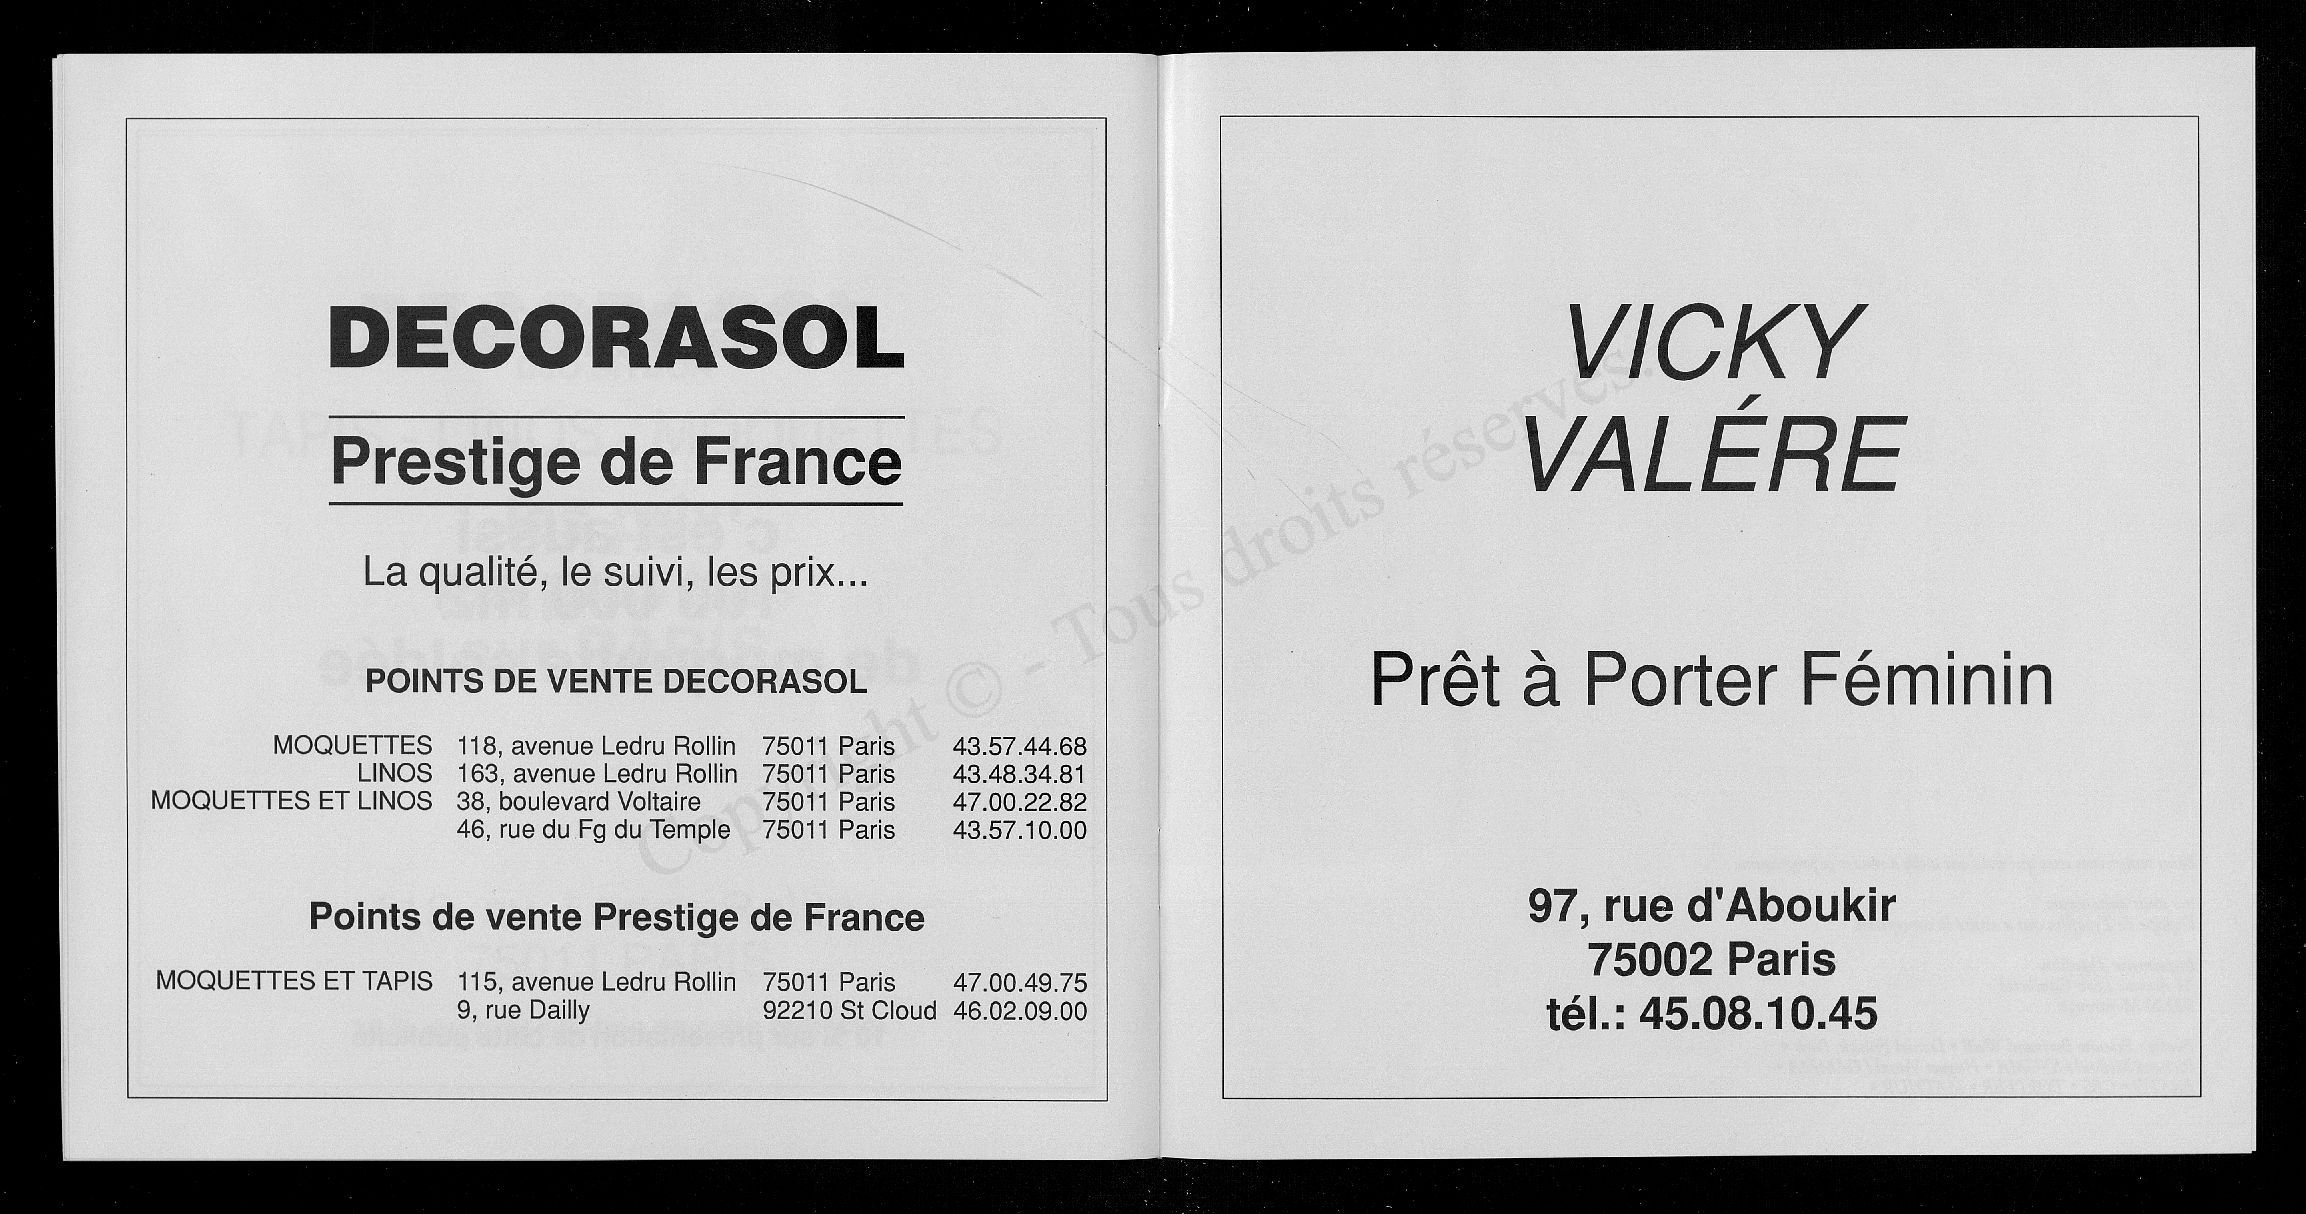 DECORASOL
Prestige de France
La qualité, le suivi, les prix...
POINTS DE VENTE DECORASOL
MOQUETTES 118, avenue Ledru Rollin 75011 Paris 43.57.44.68
LINOS 163, avenue Ledru Rollin 75011 Paris 43.48.34.81
MOQUETTES ET LINOS 38, boulevard Voltaire 75011 Paris 47.00.22.82
46, rue du Fg du Temple 75011 Paris 43.57.10.00
Points de vente Prestige de France
MOQUETTES ET TAPIS 115, avenue Ledru Rollin 75011 Paris 47.00.49.75
9, rue Dailly 92210 St Cloud 46.02.09.00
VICKY
VALÉRE
Prêt à Porter Féminin
97, rue d'Aboukir
75002 Paris
tél.: 45.08.10.45
Copyright © - Tous droits réservés.